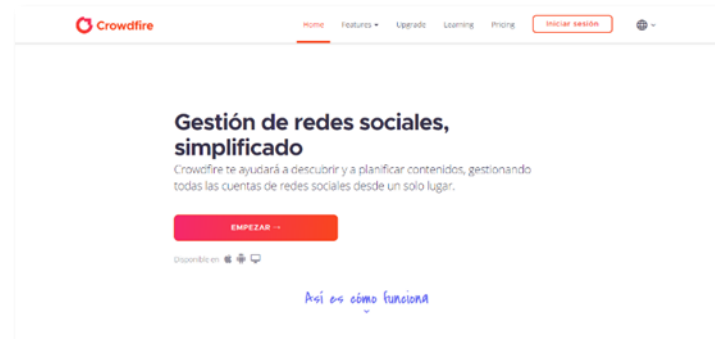 Crowdfire
Home Features Upgrade Learning Pricing Iniciar sesión
Gestión de redes sociales,
simplificado
Crowdfire te ayudará a descubrir y a planificar contenidos, gestionando
todas las cuentas de redes sociales desde un solo lugar.
EMPEZAR →
Disponible en
Así es cómo funciona